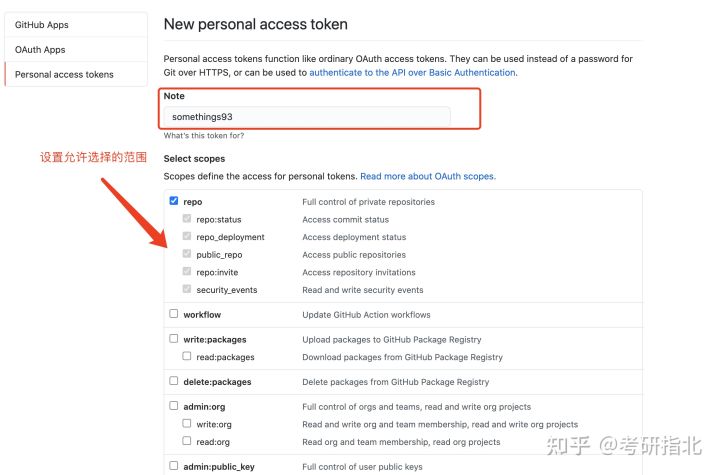 GitHub Apps
OAuth Apps
Personal access tokens
New personal access token
Personal access tokens function like ordinary OAuth access tokens. They can be used instead of a password for
Git over HTTPS, or can be used to authenticate to the API over Basic Authentication.
Note
somethings93
What's this token for?
设置允许选择的范围
Select scopes
Scopes define the access for personal tokens. Read more about OAuth scopes.
repo Full control of private repositories
repo:status Access commit status
repo_deployment Access deployment status
public_repo Access public repositories
repo:invite Access repository invitations
security_events Read and write security events
workflow Update GitHub Action workflows
write:packages Upload packages to GitHub Package Registry
read:packages Download packages from GitHub Package Registry
delete:packages Delete packages from GitHub Package Registry
admin:org Full control of orgs and teams, read and write org projects
write:org Read and write org and team membership, read and write org projects
read:org Read org and team membership, read org projects
admin:public_key Full control of user public keys
知乎 @考研指北